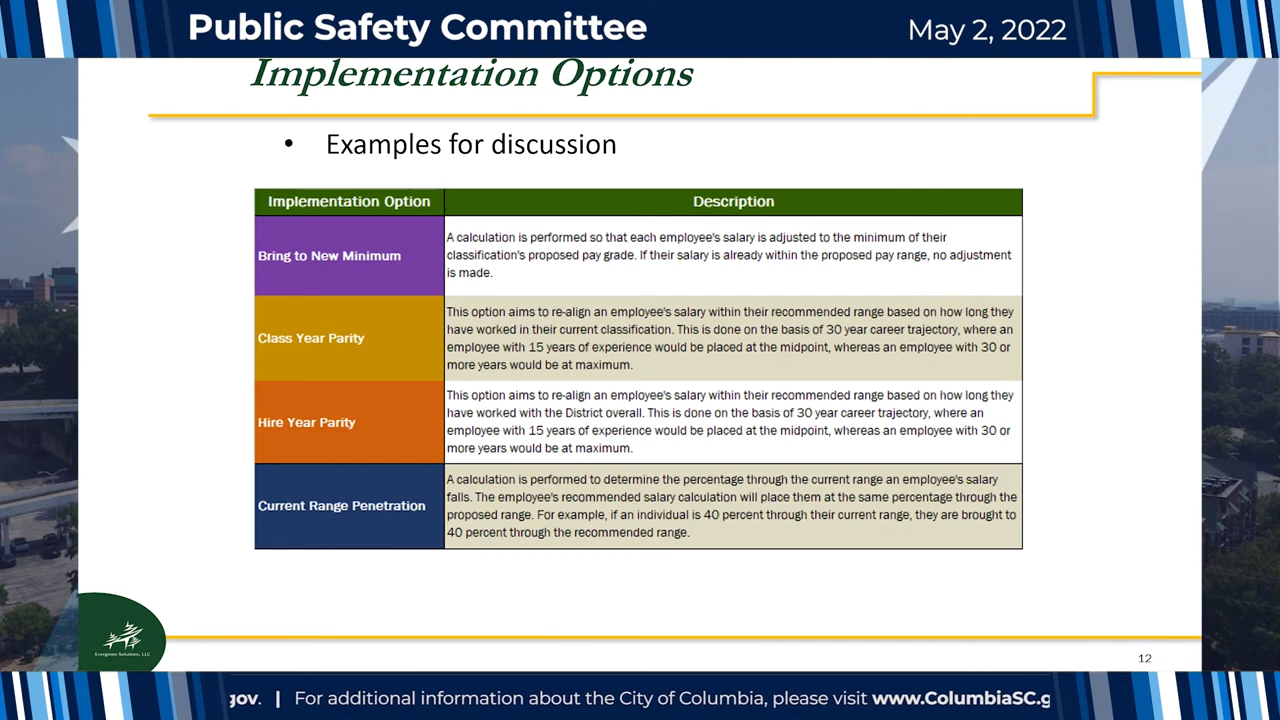 Public Safety Committee
May 2, 2022
Implementation Options
• Examples for discussion
Implementation Option
Description
Bring to New Minimum
A calculation is performed so that each employee's salary is adjusted to the minimum of their
classification's proposed pay grade. If their salary is already within the proposed pay range, no adjustment
is made.
Class Year Parity
This option aims to re-align an employee's salary within their recommended range based on how long they
have worked in their current classification. This is done on the basis of 30 year career trajectory, where an
employee with 15 years of experience would be placed at the midpoint, whereas an employee with 30 or
more years would be at maximum.
Hire Year Parity
This option aims to re-align an employee's salary within their recommended range based on how long they
have worked with the District overall. This is done on the basis of 30 year career trajectory, where an
employee with 15 years of experience would be placed at the midpoint, whereas an employee with 30 or
more years would be at maximum.
Current Range Penetration
A calculation is performed to determine the percentage through the current range an employee's salary
falls. The employee's recommended salary calculation will place them at the same percentage through the
proposed range. For example, if an individual is 40 percent through their current range, they are brought to
40 percent through the recommended range.
Evergreen Solutions, LLC
12
gov. | For additional information about the City of Columbia, please visit www.ColumbiaSC.g